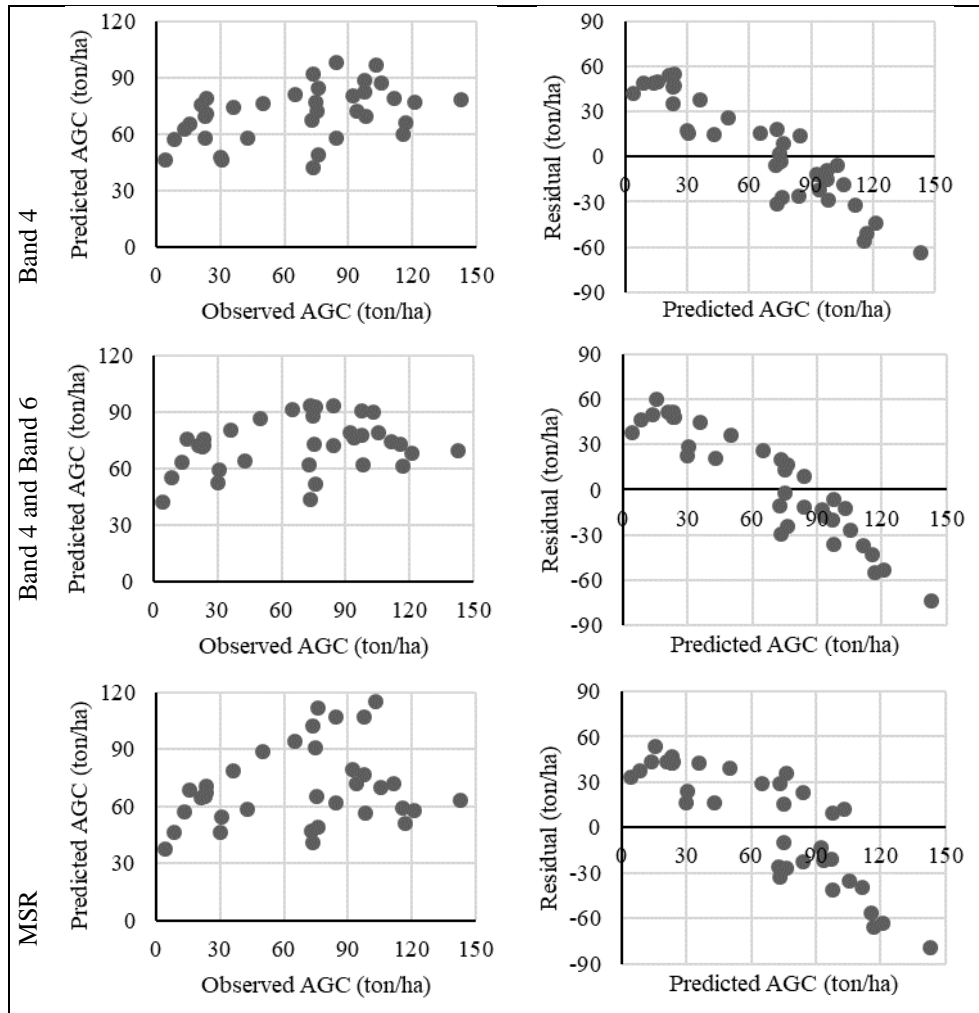 Band 4
Predicted AGC (ton/ha)
120
90
60
30
0
0 30 60 90 120 150
Observed AGC (ton/ha)
Residual (ton/ha)
90
60
30
0
-30
-60
-90
0 30 60 90 120 150
Predicted AGC (ton/ha)
Band 4 and Band 6
Predicted AGC (ton/ha)
120
90
60
30
0
0 30 60 90 120 150
Observed AGC (ton/ha)
Residual (ton/ha)
90
60
30
0
-30
-60
-90
0 30 60 90 120 150
Predicted AGC (ton/ha)
MSR
Predicted AGC (ton/ha)
120
90
60
30
0
0 30 60 90 120 150
Observed AGC (ton/ha)
Residual (ton/ha)
90
60
30
0
-30
-60
-90
0 30 60 90 120 150
Predicted AGC (ton/ha)